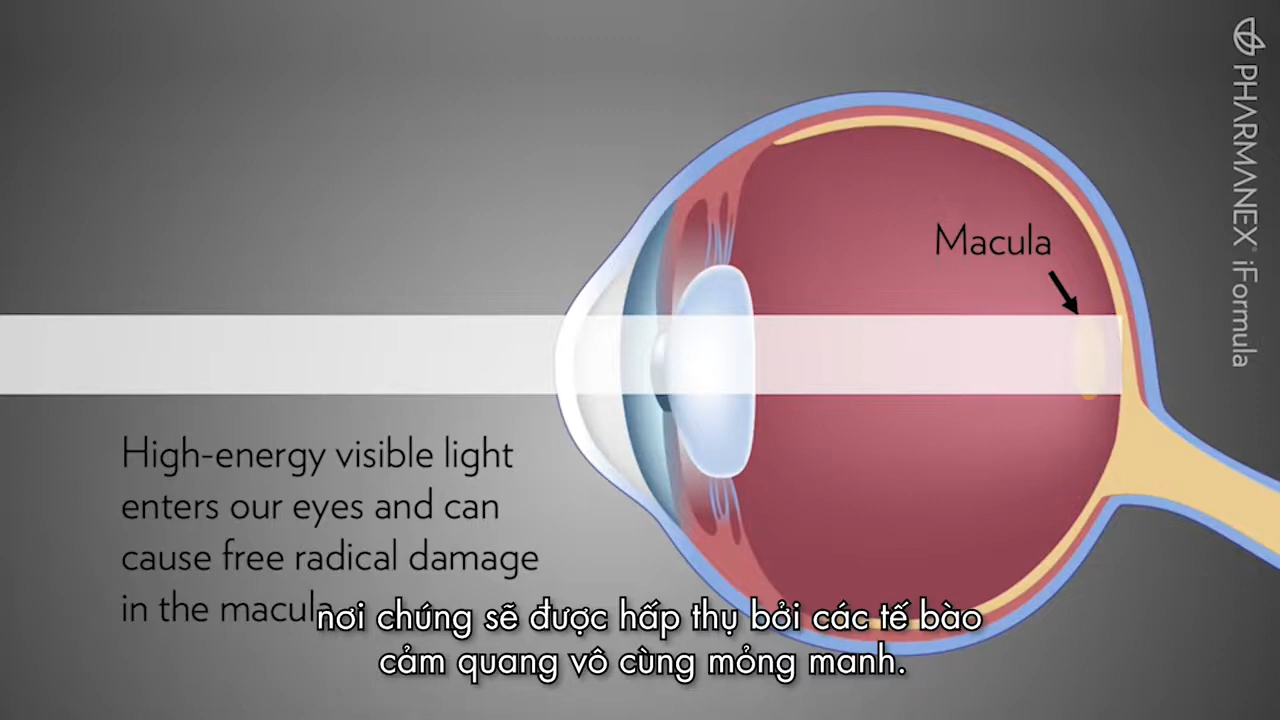 PHARMANEX® iFormula
Macula
High-energy visible light
enters our eyes and can
cause free radical damage
in the macula
nơi chúng sẽ được hấp thụ bởi các tế bào
cảm quang vô cùng mỏng manh.